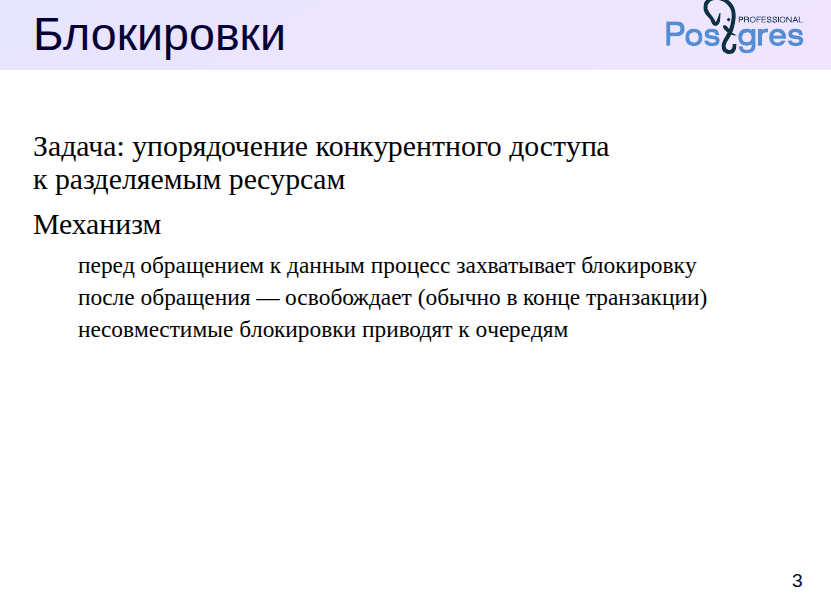 Блокировки
PROFESSIONAL
Postgres
Задача: упорядочение конкурентного доступа
к разделяемым ресурсам
Механизм
перед обращением к данным процесс захватывает блокировку
после обращения — освобождает (обычно в конце транзакции)
несовместимые блокировки приводят к очередям
3